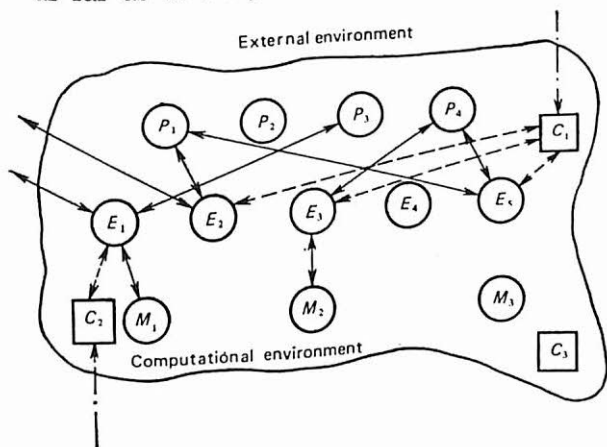 External environment
P₁ P₂ P₃ P₄ C₁
E₁ E₂ E₃ E₄ E₅
C₂ M₁ M₂ M₃
Computational environment C₃